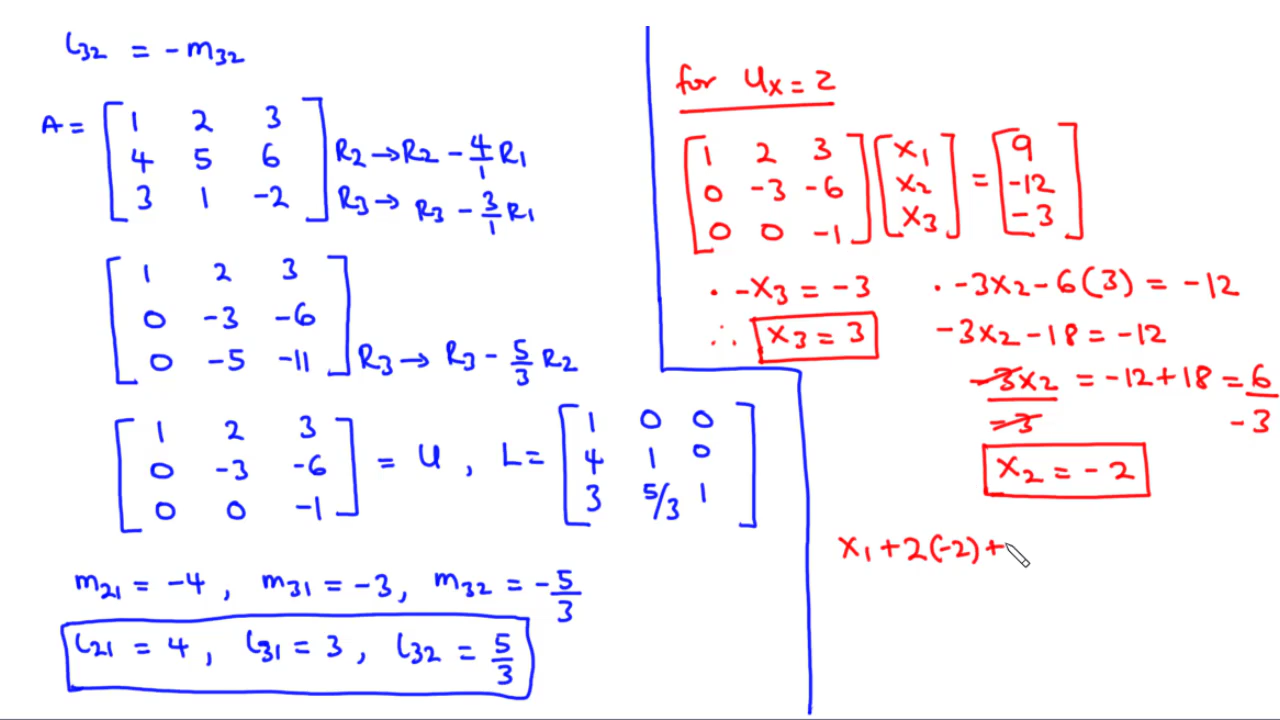 l32 = -m32
A = [1 2 3
4 5 6 R2 → R2 - 4/1 R1
3 1 -2] R3 → R3 - 3/1 R1
[1 2 3
0 -3 -6
0 -5 -11] R3 → R3 - 5/3 R2
[1 2 3
0 -3 -6
0 0 -1] = U , L = [1 0 0
4 1 0
3 5/3 1]
m21 = -4 , m31 = -3 , m32 = -5/3
l21 = 4 , l31 = 3 , l32 = 5/3
for Ux = 2
[1 2 3
0 -3 -6
0 0 -1] [x1
x2
x3] = [9
-12
-3]
· -x3 = -3
∴ x3 = 3
· -3x2 - 6(3) = -12
-3x2 - 18 = -12
-3x2 = -12 + 18 = 6
-3 -3
x2 = -2
x1 + 2(-2) +